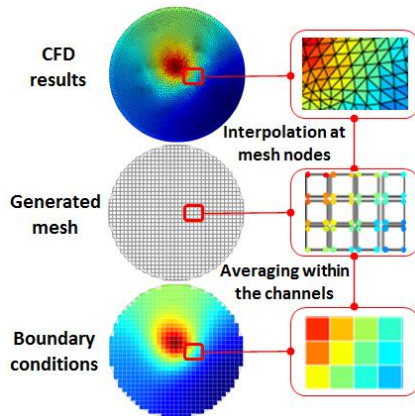 CFD
results
Interpolation at
mesh nodes
Generated
mesh
Averaging within
the channels
Boundary
conditions